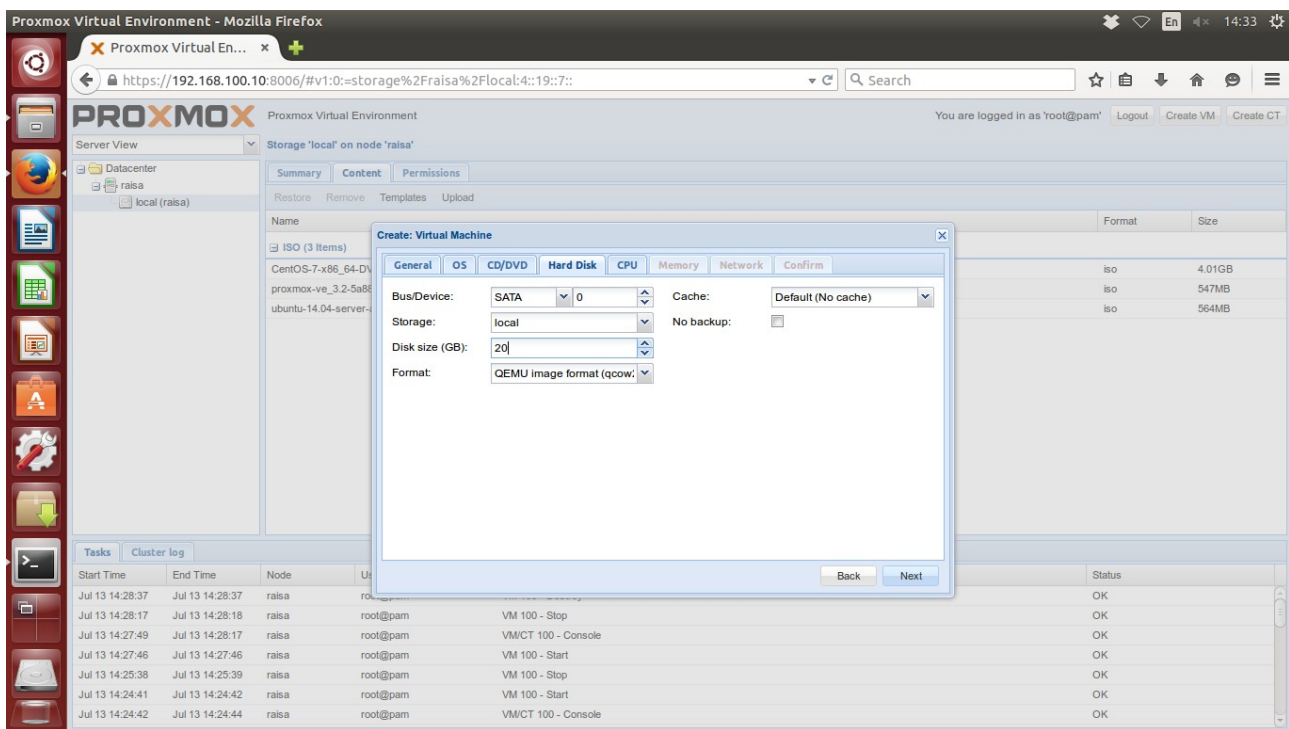 Proxmox Virtual Environment - Mozilla Firefox En 14:33
Proxmox Virtual En... ×
https://192.168.100.10:8006/#v1:0:=storage%2Fraisa%2Flocal:4::19::7:: Search
PROXMOX Proxmox Virtual Environment You are logged in as 'root@pam' Logout Create VM Create CT
Server View Storage 'local' on node 'raisa'
Datacenter
raisa
local (raisa)
Summary Content Permissions
Restore Remove Templates Upload
Name Format Size
ISO (3 Items)
CentOS-7-x86_64-DV iso 4.01GB
proxmox-ve_3.2-5a88 iso 547MB
ubuntu-14.04-server- iso 564MB
Create: Virtual Machine
General OS CD/DVD Hard Disk CPU Memory Network Confirm
Bus/Device: SATA 0 Cache: Default (No cache)
Storage: local No backup:
Disk size (GB): 20
Format: QEMU image format (qcow2
Back Next
Tasks Cluster log
Start Time End Time Node Us Status
Jul 13 14:28:37 Jul 13 14:28:37 raisa OK
Jul 13 14:28:17 Jul 13 14:28:18 raisa root@pam VM 100 - Stop OK
Jul 13 14:27:49 Jul 13 14:28:17 raisa root@pam VM/CT 100 - Console OK
Jul 13 14:27:46 Jul 13 14:27:46 raisa root@pam VM 100 - Start OK
Jul 13 14:25:38 Jul 13 14:25:39 raisa root@pam VM 100 - Stop OK
Jul 13 14:24:41 Jul 13 14:24:42 raisa root@pam VM 100 - Start OK
Jul 13 14:24:42 Jul 13 14:24:44 raisa root@pam VM/CT 100 - Console OK